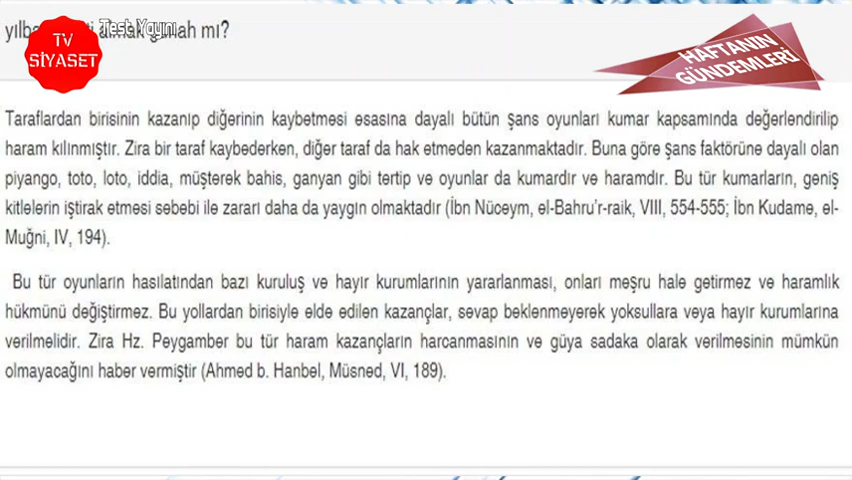 Test Yayını
yılba almak günah mı?
TV
SİYASET
HAFTANIN
GÜNDEMLERİ
Taraflardan birisinin kazanıp diğerinin kaybetmesi esasına dayalı bütün şans oyunları kumar kapsamında değerlendirilip
haram kılınmıştır. Zira bir taraf kaybederken, diğer taraf da hak etmeden kazanmaktadır. Buna göre şans faktörüne dayalı olan
piyango, toto, loto, iddia, müşterek bahis, ganyan gibi tertip ve oyunlar da kumardır ve haramdır. Bu tür kumarların, geniş
kitlelerin iştirak etmesi sebebi ile zararı daha da yaygın olmaktadır (İbn Nüceym, el-Bahru'r-raik, VIII, 554-555; İbn Kudame, el-
Muğni, IV, 194).
Bu tür oyunların hasılatından bazı kuruluş ve hayır kurumlarının yararlanması, onları meşru hale getirmez ve haramlık
hükmünü değiştirmez. Bu yollardan birisiyle elde edilen kazançlar, sevap beklenmeyerek yoksullara veya hayır kurumlarına
verilmelidir. Zira Hz. Peygamber bu tür haram kazançların harcanmasının ve güya sadaka olarak verilmesinin mümkün
olmayacağını haber vermiştir (Ahmed b. Hanbel, Müsned, VI, 189).